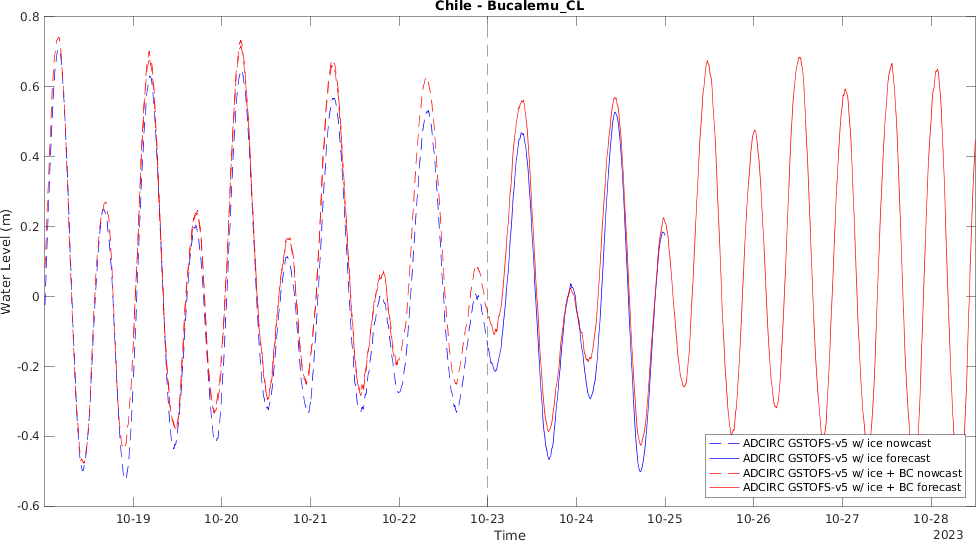 Chile - Bucalemu_CL
0.8
0.6
0.4
0.2
0
-0.2
-0.4
-0.6
Water Level (m)
10-19
10-20
10-21
10-22
10-23
10-24
10-25
10-26
10-27
10-28
Time
2023
ADCIRC GSTOFS-v5 w/ ice nowcast
ADCIRC GSTOFS-v5 w/ ice forecast
ADCIRC GSTOFS-v5 w/ ice + BC nowcast
ADCIRC GSTOFS-v5 w/ ice + BC forecast